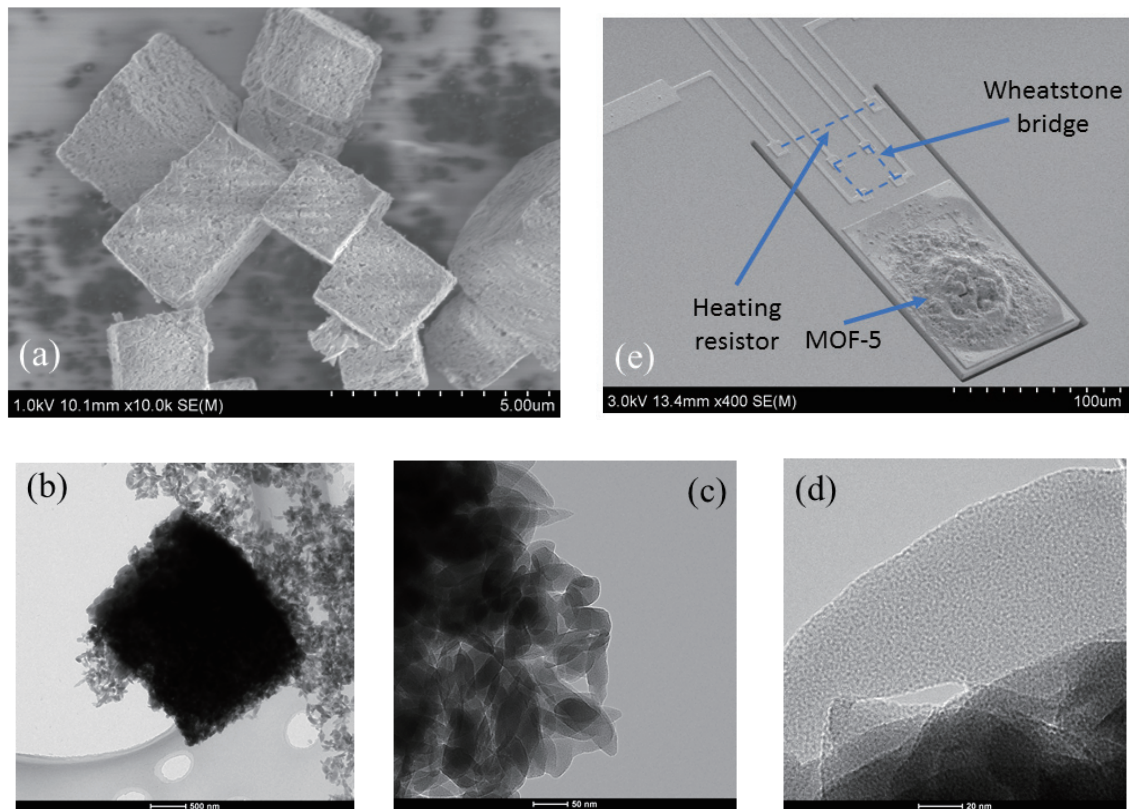 (a)
1.0kV 10.1mm x10.0k SE(M)
5.00um
Wheatstone
bridge
Heating
resistor
MOF-5
(e)
3.0kV 13.4mm x400 SE(M)
100um
(b)
500 nm
(c)
50 nm
(d)
20 nm